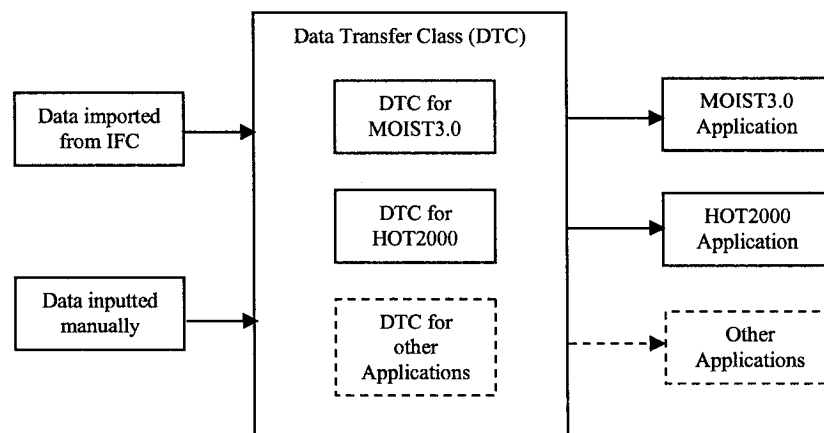 Data Transfer Class (DTC)
Data imported
from IFC
DTC for
MOIST3.0
MOIST3.0
Application
DTC for
HOT2000
HOT2000
Application
Data inputted
manually
DTC for
other
Applications
Other
Applications